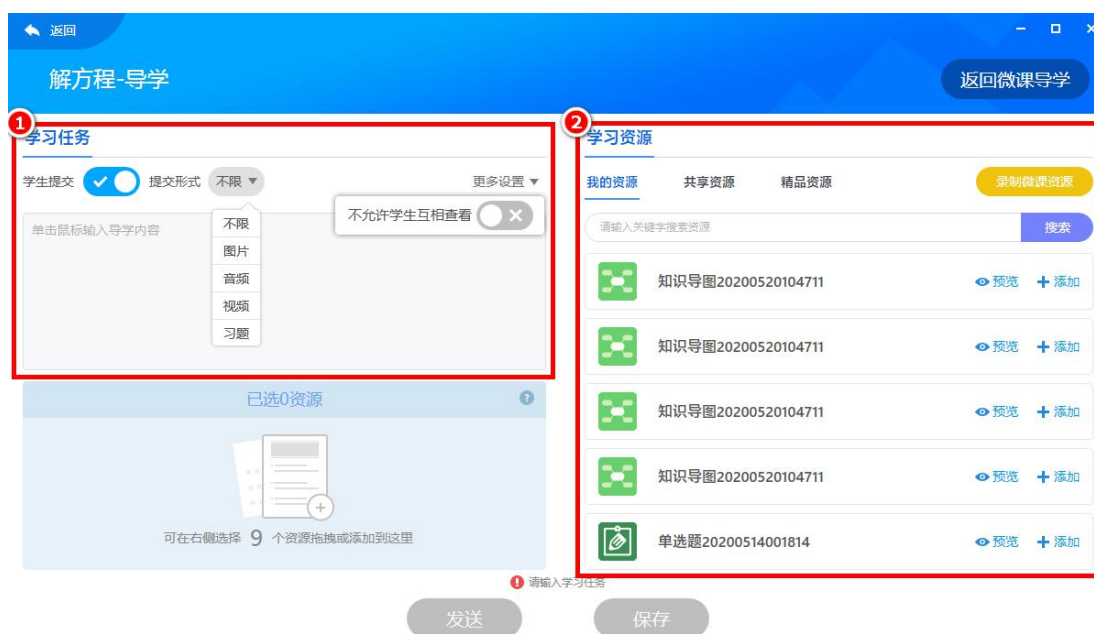 返回
解方程-导学
返回微课导学
1
学习任务
学生提交 提交形式 不限 更多设置
不允许学生互相查看
单击鼠标输入导学内容
不限
图片
音频
视频
习题
已选0资源
可在右侧选择 9 个资源拖拽或添加到这里
2
学习资源
我的资源 共享资源 精品资源 录制微课资源
请输入关键字搜索资源 搜索
知识导图20200520104711 预览 添加
知识导图20200520104711 预览 添加
知识导图20200520104711 预览 添加
知识导图20200520104711 预览 添加
单选题20200514001814 预览 添加
请输入学习任务
发送 保存